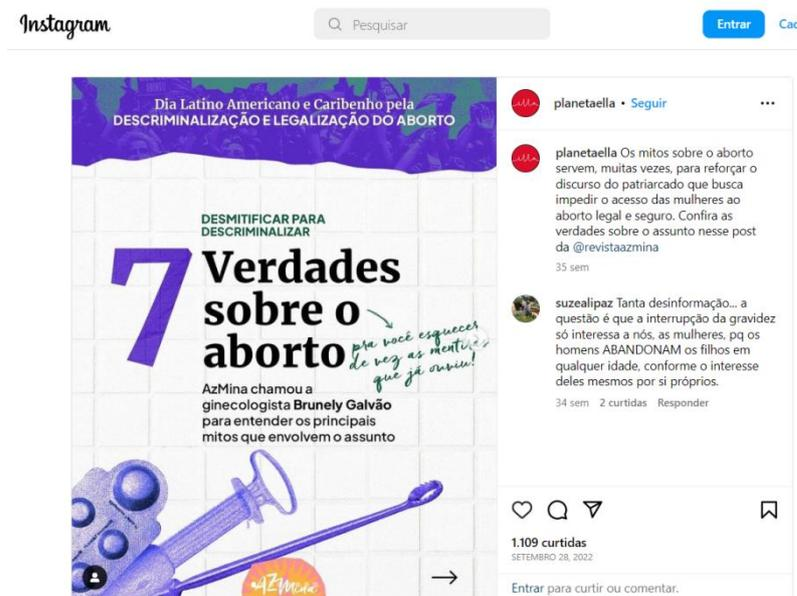 Instagram
Pesquisar
Entrar
Cad
Dia Latino Americano e Caribenho pela
DESCRIMINALIZAÇÃO E LEGALIZAÇÃO DO ABORTO
DESMITIFICAR PARA
DESCRIMINALIZAR
7 Verdades
sobre o
aborto
pra você esquecer
de vez as mentiras
que já ouviu!
AzMina chamou a
ginecologista Brunely Galvão
para entender os principais
mitos que envolvem o assunto
AZMina
planetaella • Seguir
planetaella Os mitos sobre o aborto
servem, muitas vezes, para reforçar o
discurso do patriarcado que busca
impedir o acesso das mulheres ao
aborto legal e seguro. Confira as
verdades sobre o assunto nesse post
da @revistaazmina
35 sem
suzealipaz Tanta desinformação... a
questão é que a interrupção da gravidez
só interessa a nós, as mulheres, pq os
homens ABANDONAM os filhos em
qualquer idade, conforme o interesse
deles mesmos por si próprios.
34 sem 2 curtidas Responder
1.109 curtidas
SETEMBRO 28, 2022
Entrar para curtir ou comentar.